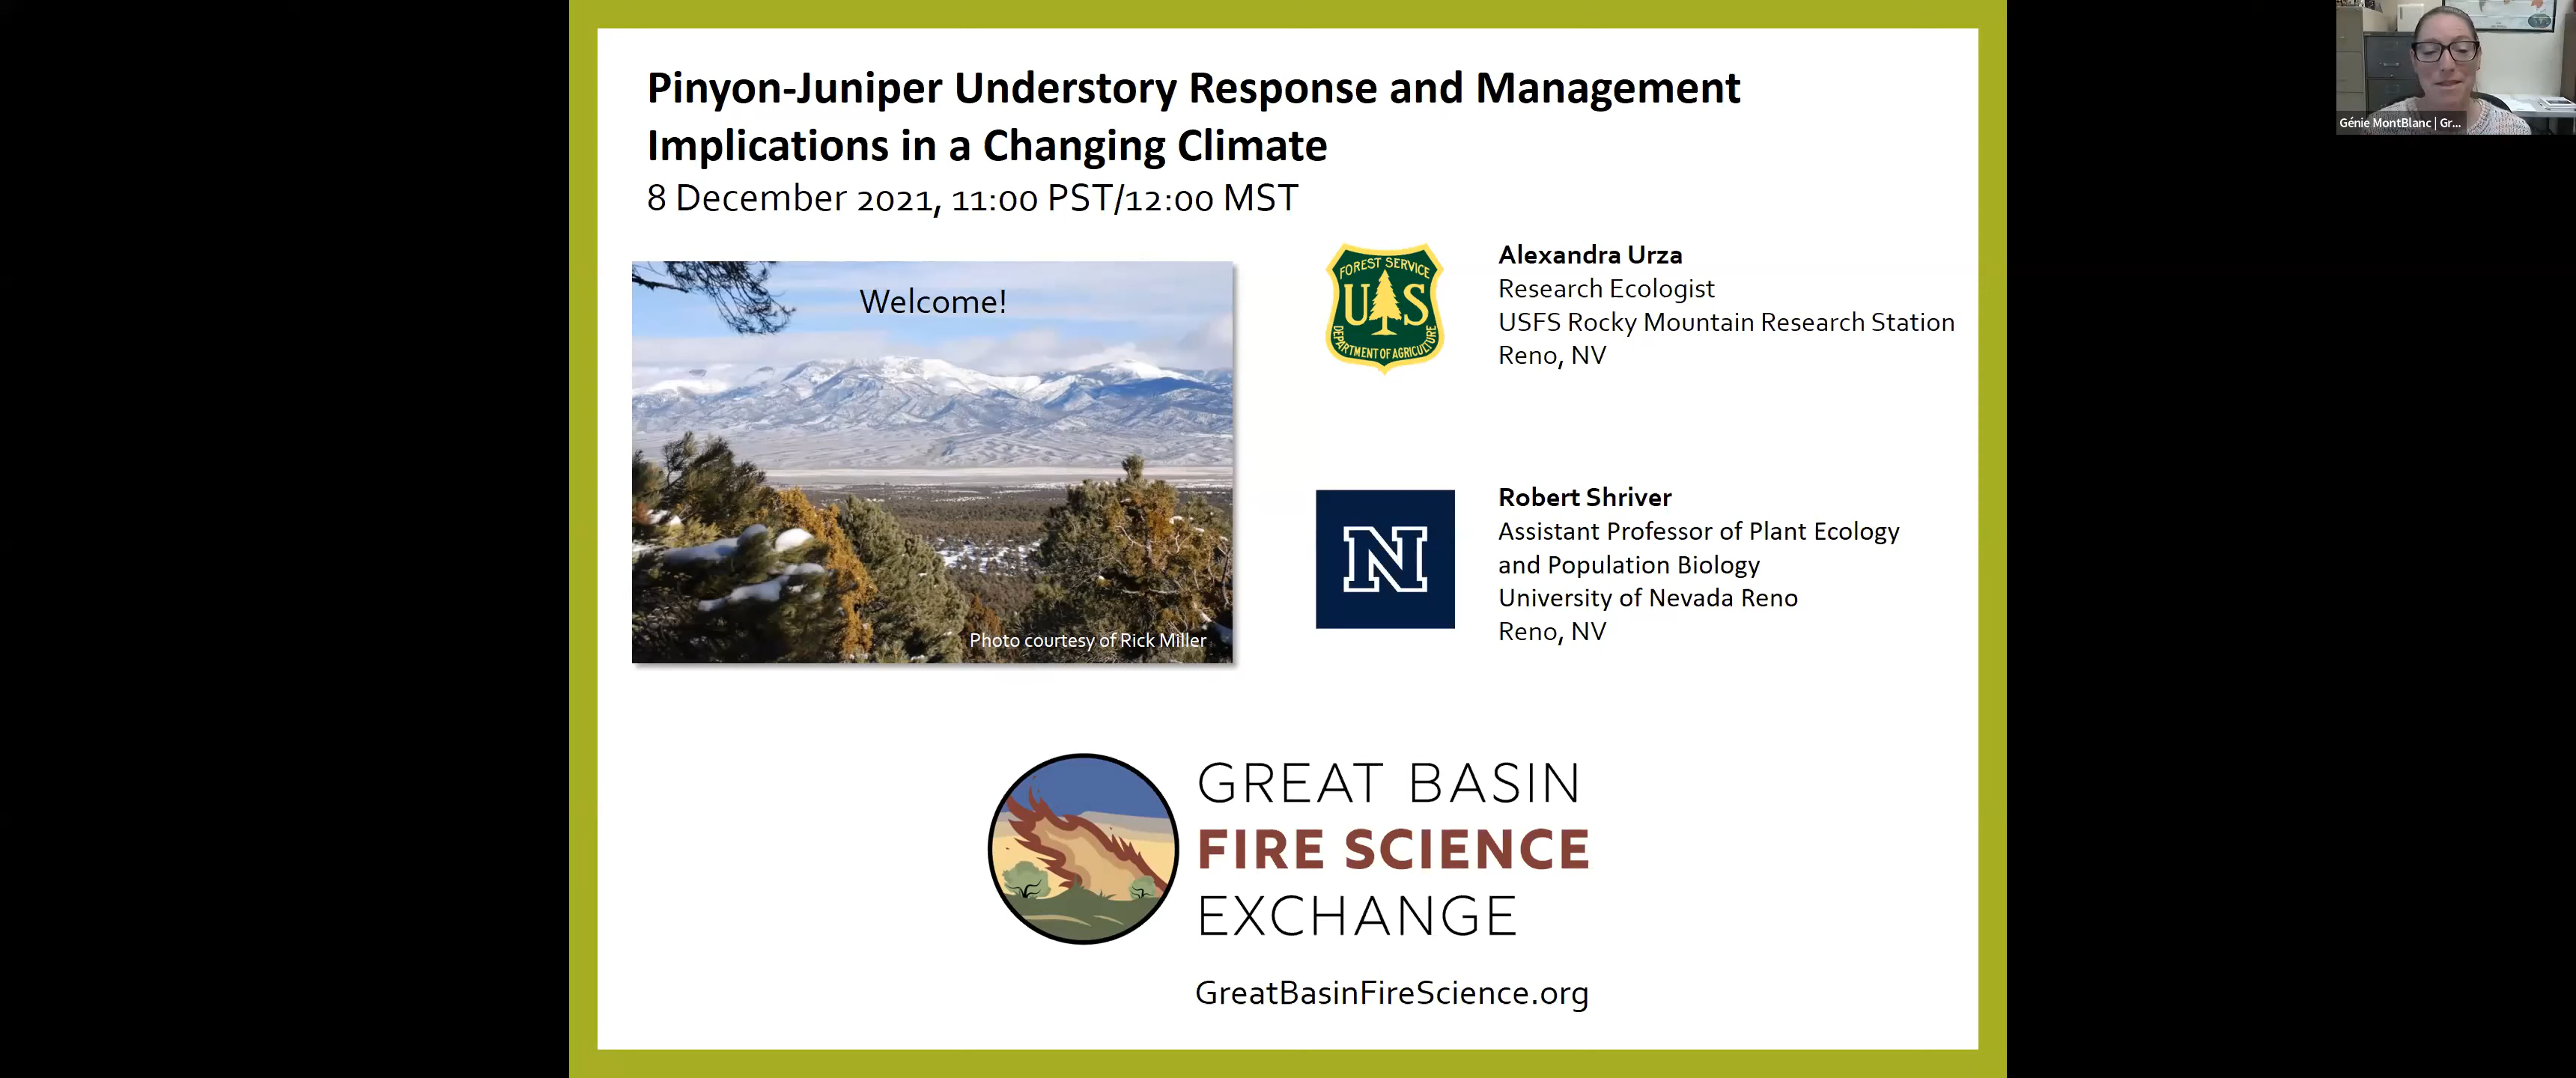 Pinyon-Juniper Understory Response and Management
Implications in a Changing Climate
8 December 2021, 11:00 PST/12:00 MST
Welcome!
Photo courtesy of Rick Miller
FOREST SERVICE
US
DEPARTMENT OF AGRICULTURE
Alexandra Urza
Research Ecologist
USFS Rocky Mountain Research Station
Reno, NV
N
Robert Shriver
Assistant Professor of Plant Ecology
and Population Biology
University of Nevada Reno
Reno, NV
GREAT BASIN
FIRE SCIENCE
EXCHANGE
GreatBasinFireScience.org
Génie MontBlanc | Gr...